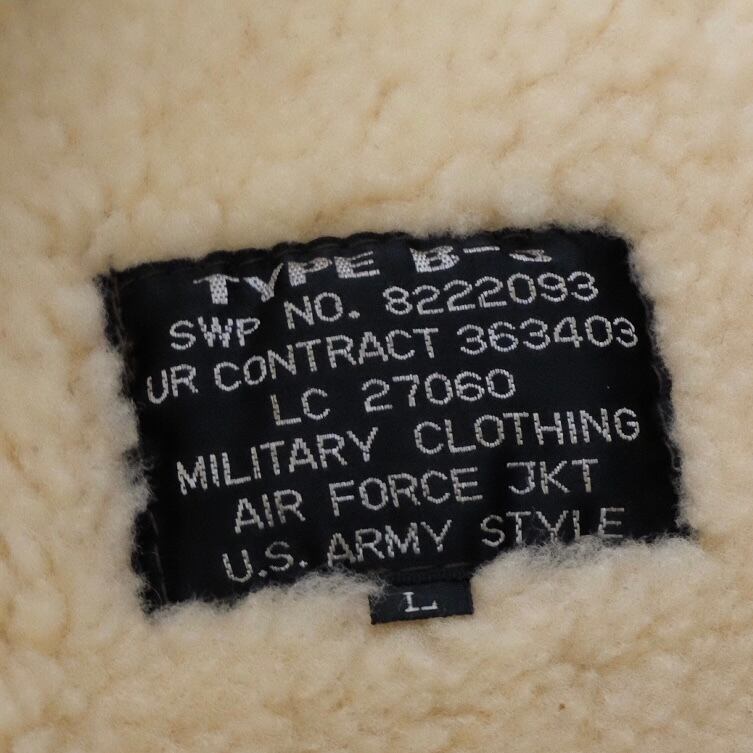 TYPE B-3
SWP NO. 8222093
UR CONTRACT 363403
LC 27060
MILITARY CLOTHING
AIR FORCE JKT
U.S. ARMY STYLE
L